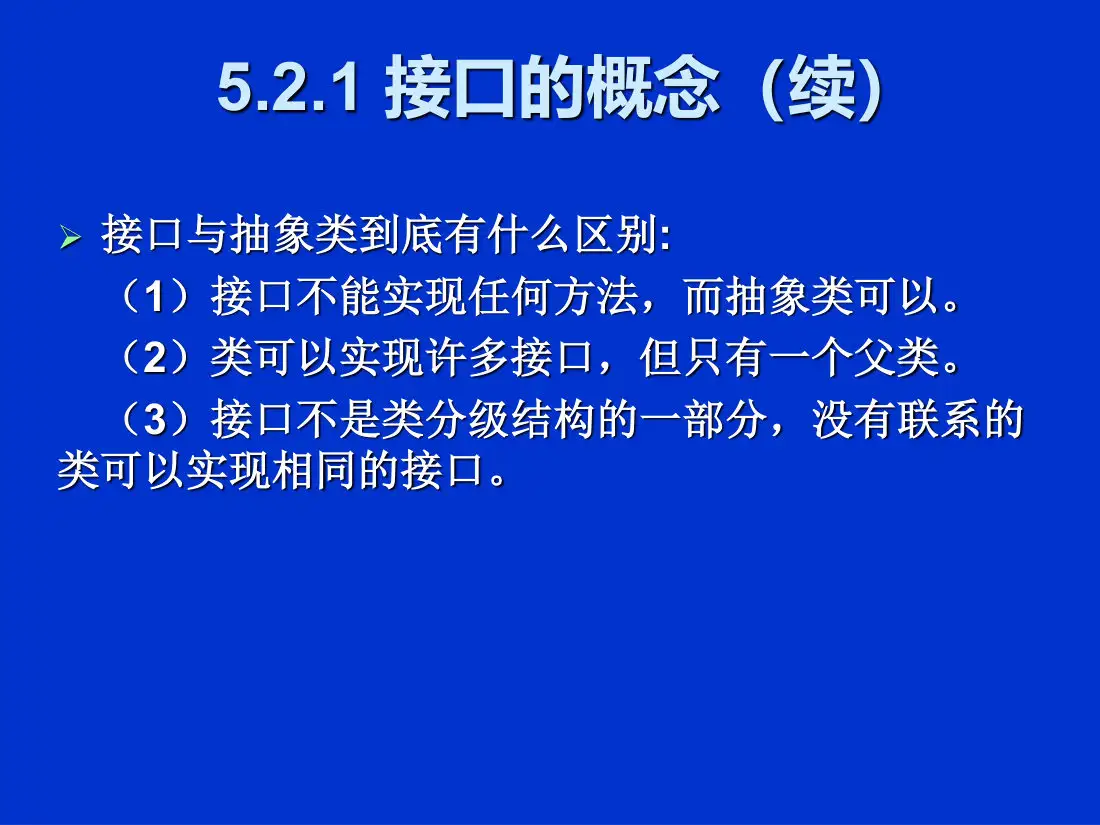 5.2.1 接口的概念（续）
接口与抽象类到底有什么区别:
（1）接口不能实现任何方法，而抽象类可以。
（2）类可以实现许多接口，但只有一个父类。
（3）接口不是类分级结构的一部分，没有联系的
类可以实现相同的接口。